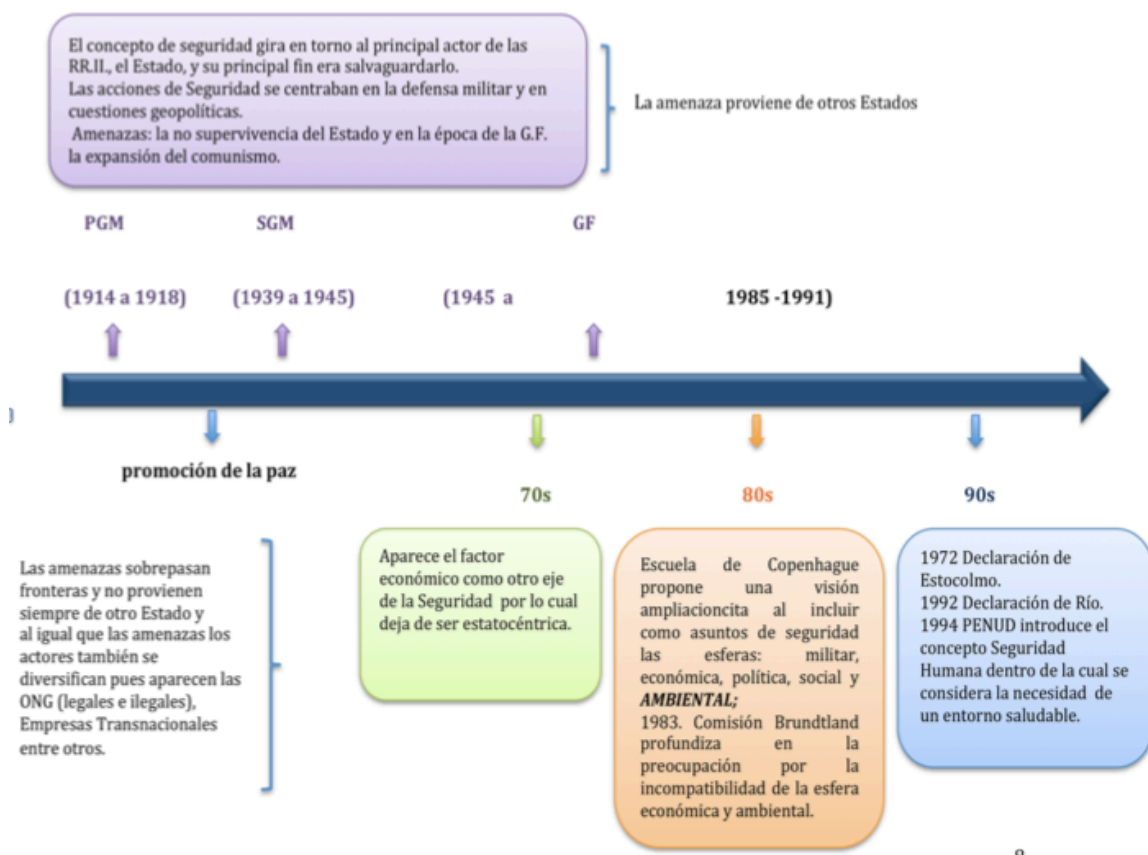 El concepto de seguridad gira en torno al principal actor de las
RR.II., el Estado, y su principal fin era salvaguardarlo.
Las acciones de Seguridad se centraban en la defensa militar y en
cuestiones geopolíticas.
Amenazas: la no supervivencia del Estado y en la época de la G.F.
la expansión del comunismo.
La amenaza proviene de otros Estados
PGM SGM GF
(1914 a 1918) (1939 a 1945) (1945 a 1985 -1991)
promoción de la paz
70s 80s 90s
Las amenazas sobrepasan
fronteras y no provienen
siempre de otro Estado y
al igual que las amenazas los
actores también se
diversifican pues aparecen las
ONG (legales e ilegales),
Empresas Transnacionales
entre otros.
Aparece el factor
económico como otro eje
de la Seguridad por lo cual
deja de ser estatocéntrica.
Escuela de Copenhague
propone una visión
ampliacioncita al incluir
como asuntos de seguridad
las esferas: militar,
económica, política, social y
AMBIENTAL;
1983. Comisión Brundtland
profundiza en la
preocupación por la
incompatibilidad de la esfera
económica y ambiental.
1972 Declaración de
Estocolmo.
1992 Declaración de Río.
1994 PENUD introduce el
concepto Seguridad
Humana dentro de la cual se
considera la necesidad de
un entorno saludable.